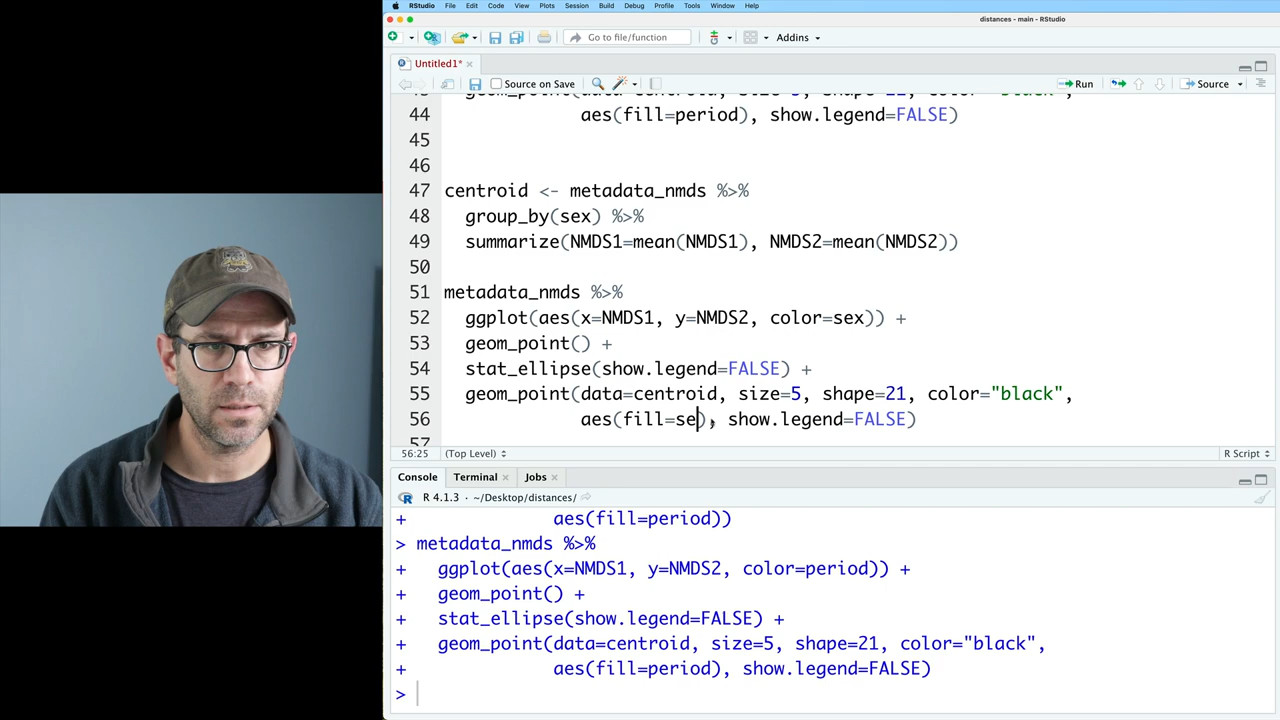 RStudio File Edit Code View Plots Session Build Debug Profile Tools Window Help
distances - main - RStudio
Go to file/function
Addins
Untitled1*
Source on Save
Run
Source
44 aes(fill=period), show.legend=FALSE)
45
46
47 centroid <- metadata_nmds %>%
48 group_by(sex) %>%
49 summarize(NMDS1=mean(NMDS1), NMDS2=mean(NMDS2))
50
51 metadata_nmds %>%
52 ggplot(aes(x=NMDS1, y=NMDS2, color=sex)) +
53 geom_point() +
54 stat_ellipse(show.legend=FALSE) +
55 geom_point(data=centroid, size=5, shape=21, color="black",
56 aes(fill=se), show.legend=FALSE)
57
56:25 (Top Level) R Script
Console Terminal Jobs
R 4.1.3 · ~/Desktop/distances/
+ aes(fill=period))
> metadata_nmds %>%
+ ggplot(aes(x=NMDS1, y=NMDS2, color=period)) +
+ geom_point() +
+ stat_ellipse(show.legend=FALSE) +
+ geom_point(data=centroid, size=5, shape=21, color="black",
+ aes(fill=period), show.legend=FALSE)
>